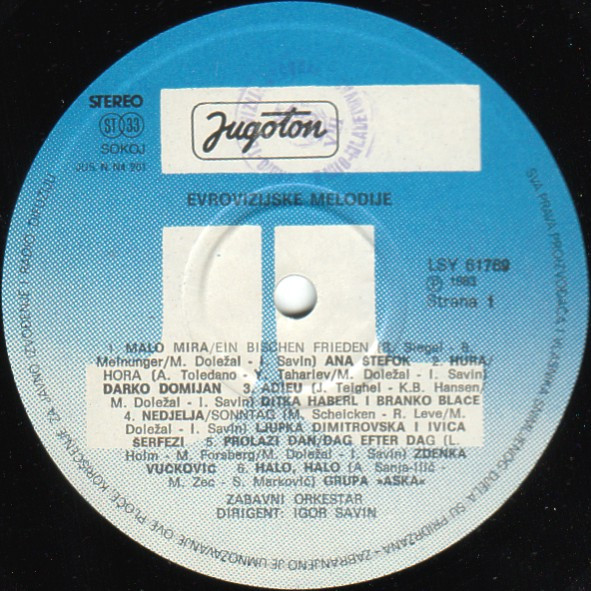 STEREO
ST 33
SOKOJ
JUS N N4 901
Jugoton
EVROVIZIJSKE MELODIJE
LSY 61769
℗ 1983
Strana 1
1. MALO MIRA/EIN BISCHEN FRIEDEN (R/ Siegel - B.
Meinunger/M. Doležal - I. Savin) ANA ŠTEFOK 2. HURA/
HORA (A. Toledano - Y. Taharlev/M. Doležal - I. Savin)
DARKO DOMIJAN 3. ADIEU (J. Teighel - K.B. Hansen/
M. Doležal - I. Savin) DITKA HABERL I BRANKO BLACE
4. NEDJELJA/SONNTAG (M. Scheicken - R. Leve/M.
Doležal - I. Savin) LJUPKA DIMITROVSKA I IVICA
ŠERFEZI 5. PROLAZI DAN/DAG EFTER DAG (L.
Holm - M. Forsberg/M. Doležal - I. Savin) ZDENKA
VUČKOVIĆ 6. HALO, HALO (A. Sanja-Ilić -
M. Zec - S. Marković) GRUPA »ASKA«
ZABAVNI ORKESTAR
DIRIGENT: IGOR SAVIN
SVA PRAVA PROIZVOĐAČA I VLASNIKA SNIMLJENOG DJELA SU PRIDRŽANA - ZABRANJENO JE UMNOŽAVANJE OVE PLOČE, KORIŠĆENJE ZA JAVNO IZVOĐENJE I RADIO DIFUZIJU